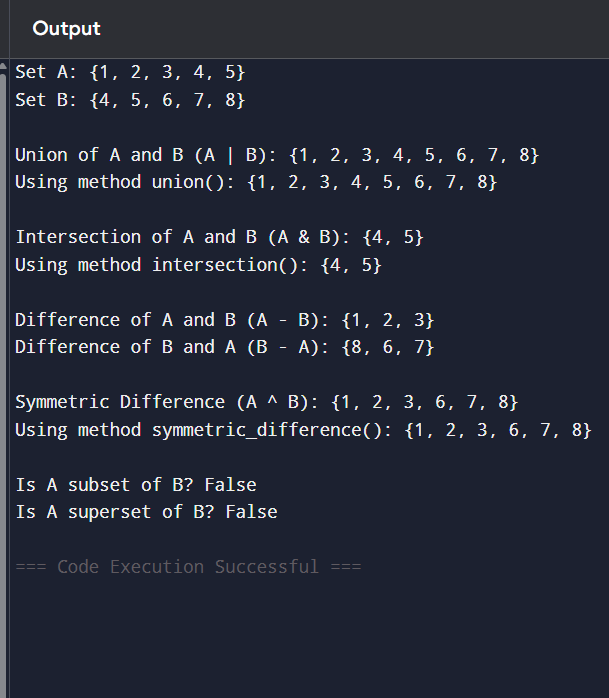 Output
Set A: {1, 2, 3, 4, 5}
Set B: {4, 5, 6, 7, 8}
Union of A and B (A | B): {1, 2, 3, 4, 5, 6, 7, 8}
Using method union(): {1, 2, 3, 4, 5, 6, 7, 8}
Intersection of A and B (A & B): {4, 5}
Using method intersection(): {4, 5}
Difference of A and B (A - B): {1, 2, 3}
Difference of B and A (B - A): {8, 6, 7}
Symmetric Difference (A ^ B): {1, 2, 3, 6, 7, 8}
Using method symmetric_difference(): {1, 2, 3, 6, 7, 8}
Is A subset of B? False
Is A superset of B? False
=== Code Execution Successful ===